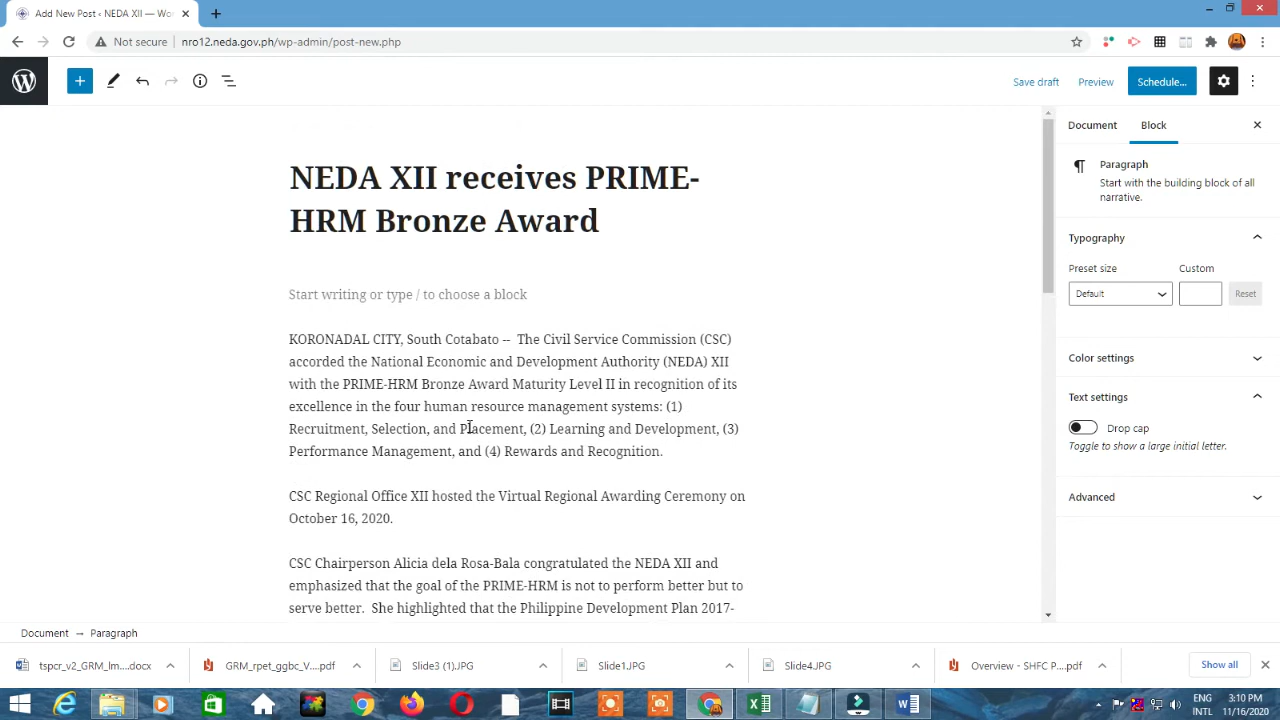 Add New Post ‹ NEDA XII — Wo
Not secure
nro12.neda.gov.ph/wp-admin/post-new.php
Save draft
Preview
Schedule...
NEDA XII receives PRIME-
HRM Bronze Award
Start writing or type / to choose a block
KORONADAL CITY, South Cotabato -- The Civil Service Commission (CSC)
accorded the National Economic and Development Authority (NEDA) XII
with the PRIME-HRM Bronze Award Maturity Level II in recognition of its
excellence in the four human resource management systems: (1)
Recruitment, Selection, and Placement, (2) Learning and Development, (3)
Performance Management, and (4) Rewards and Recognition.
CSC Regional Office XII hosted the Virtual Regional Awarding Ceremony on
October 16, 2020.
CSC Chairperson Alicia dela Rosa-Bala congratulated the NEDA XII and
emphasized that the goal of the PRIME-HRM is not to perform better but to
serve better. She highlighted that the Philippine Development Plan 2017-
Document
Block
Paragraph
Start with the building block of all
narrative.
Typography
Preset size
Custom
Default
Reset
Color settings
Text settings
Drop cap
Toggle to show a large initial letter.
Advanced
Document → Paragraph
tspcr_v2_GRM_lm....docx
GRM_rpet_ggbc_V....pdf
Slide3 (1).JPG
Slide1.JPG
Slide4.JPG
Overview - SHFC P....pdf
Show all
ENG
INTL
3:10 PM
11/16/2020